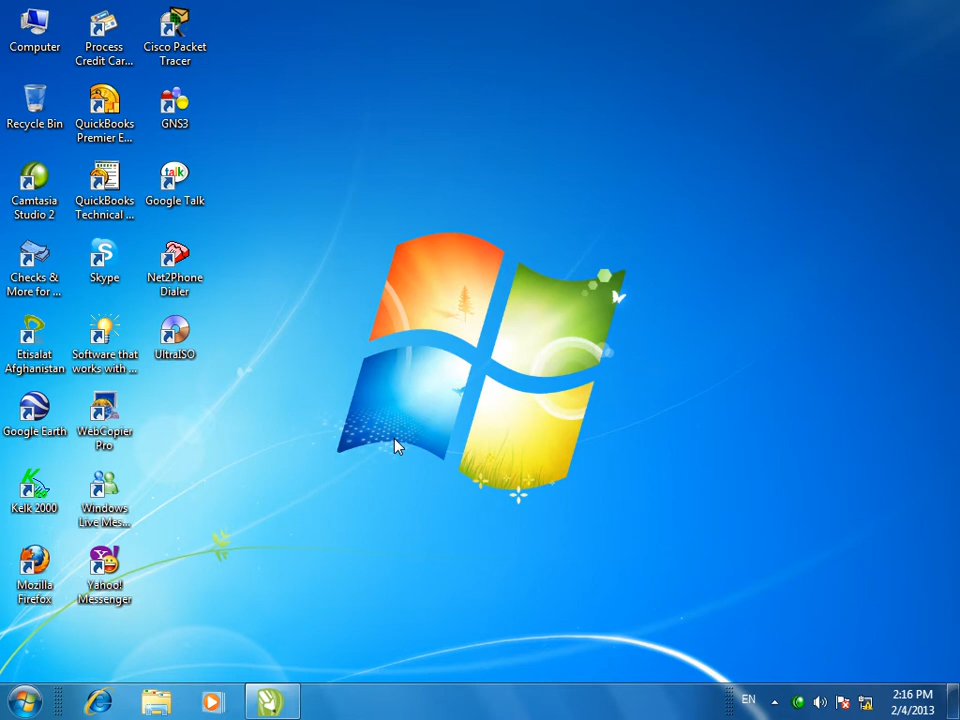 Computer
Process
Credit Car...
Cisco Packet
Tracer
Recycle Bin
QuickBooks
Premier E...
GNS3
Camtasia
Studio 2
QuickBooks
Technical ...
talk
Google Talk
Checks &
More for ...
Skype
Net2Phone
Dialer
Etisalat
Afghanistan
Software that
works with ...
UltraISO
Google Earth
WebCopier
Pro
Kelk 2000
Windows
Live Mes...
Mozilla
Firefox
Yahoo!
Messenger
EN
2:16 PM
2/4/2013